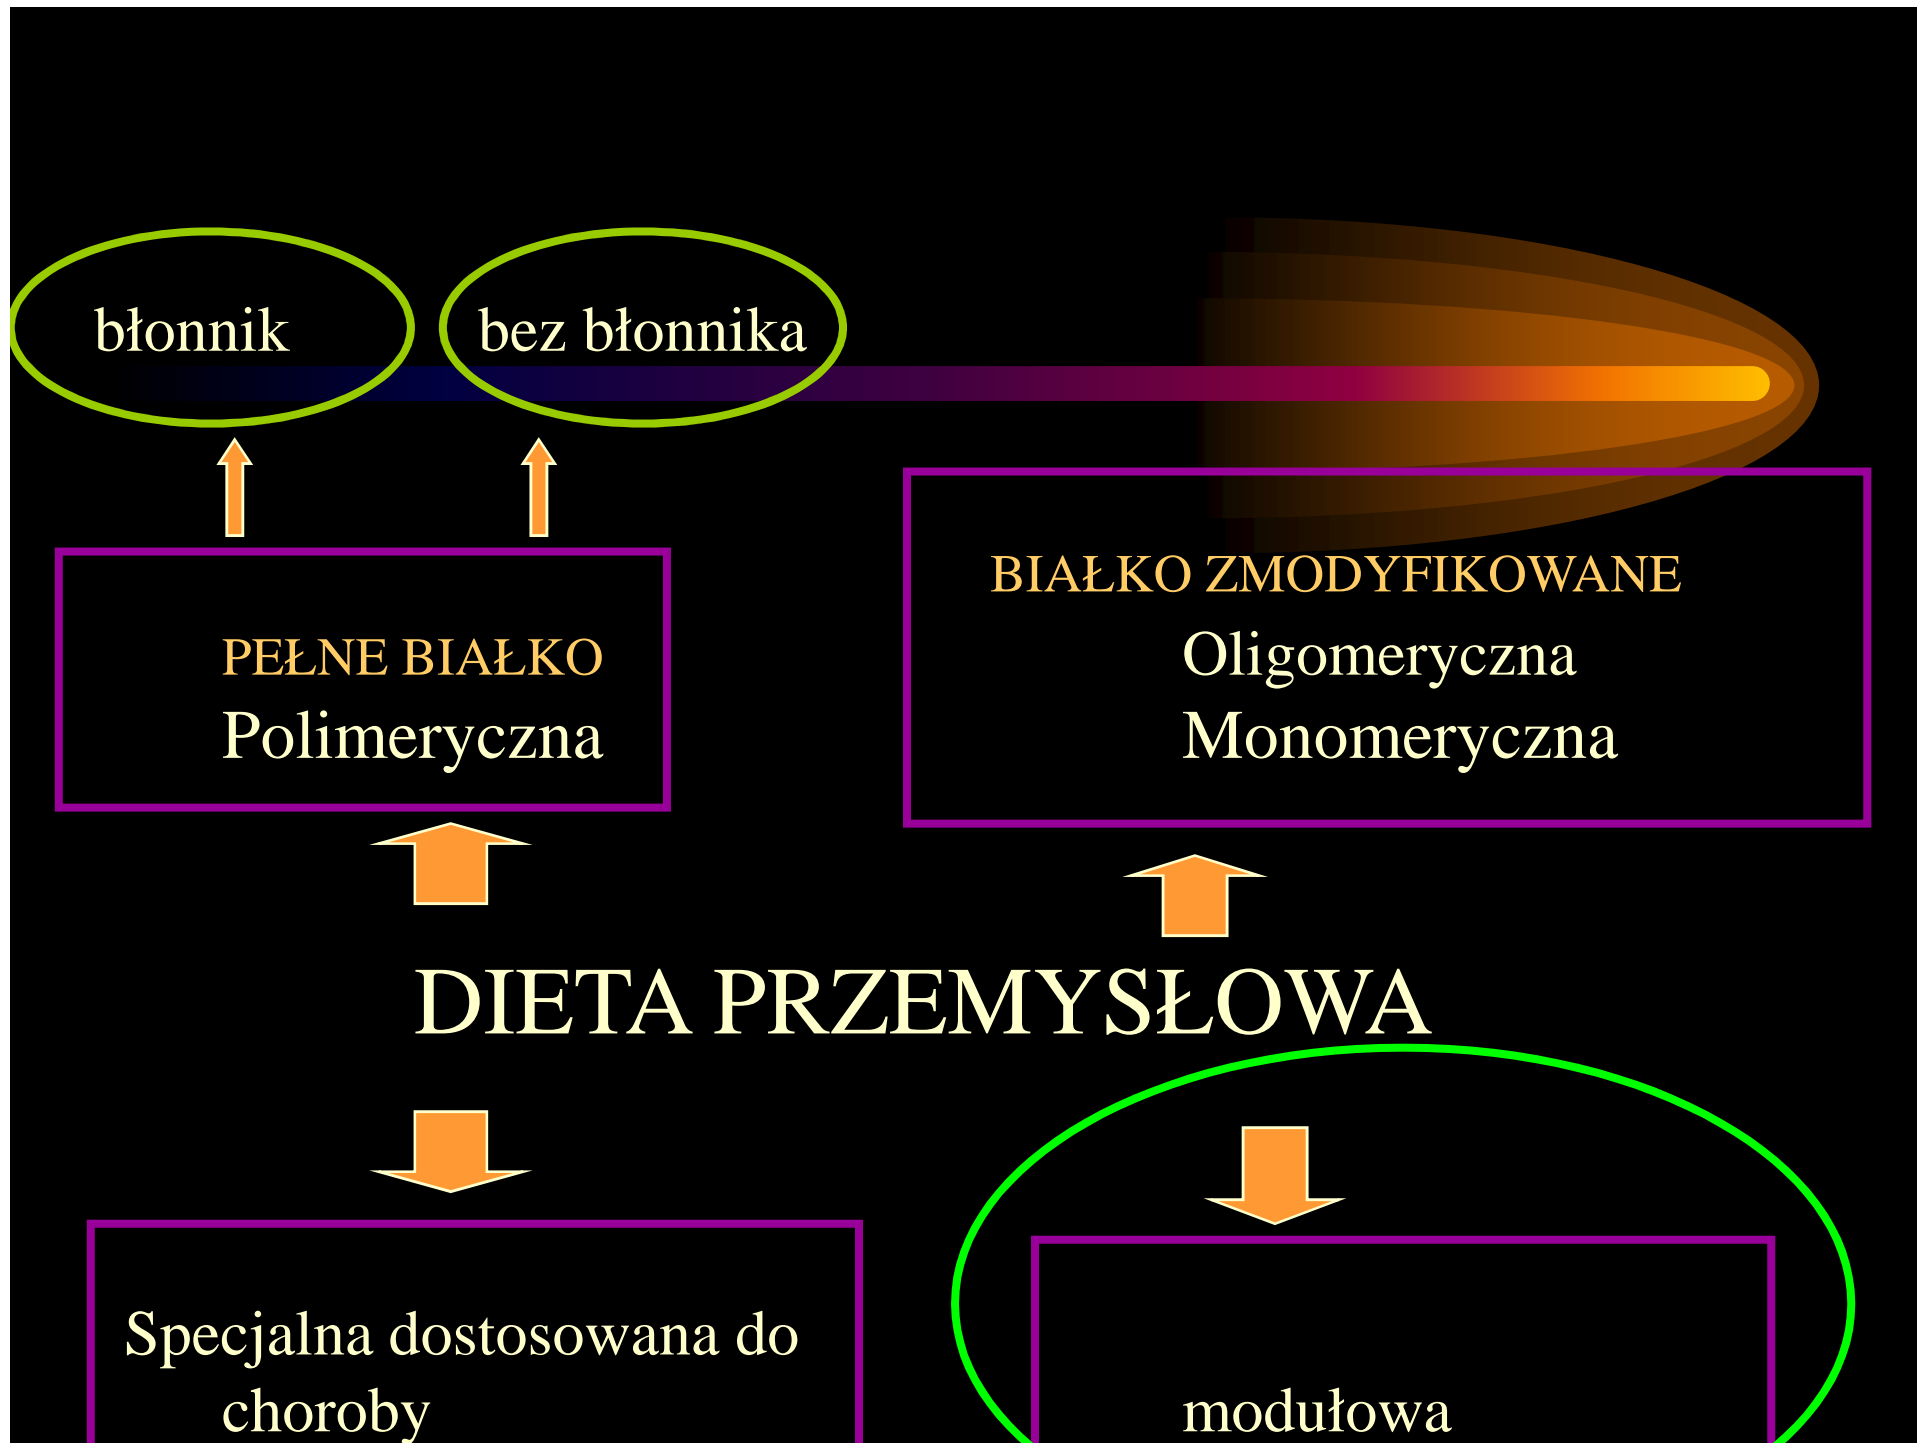 błonnik
bez błonnika
PEŁNE BIAŁKO
Polimeryczna
BIAŁKO ZMODYFIKOWANE
Oligomeryczna
Monomeryczna
DIETA PRZEMYSŁOWA
Specjalna dostosowana do
choroby
modułowa